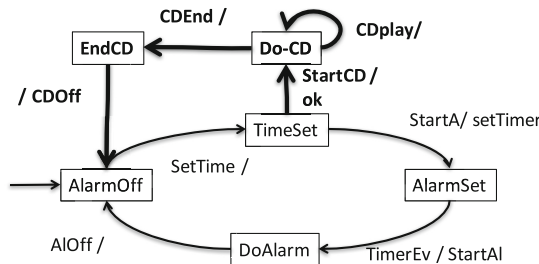 CDEnd /
EndCD
Do-CD
CDplay/
/ CDOff
StartCD /
ok
TimeSet
StartA/ setTimer
SetTime /
AlarmOff
AlarmSet
AlOff /
DoAlarm
TimerEv / StartAl